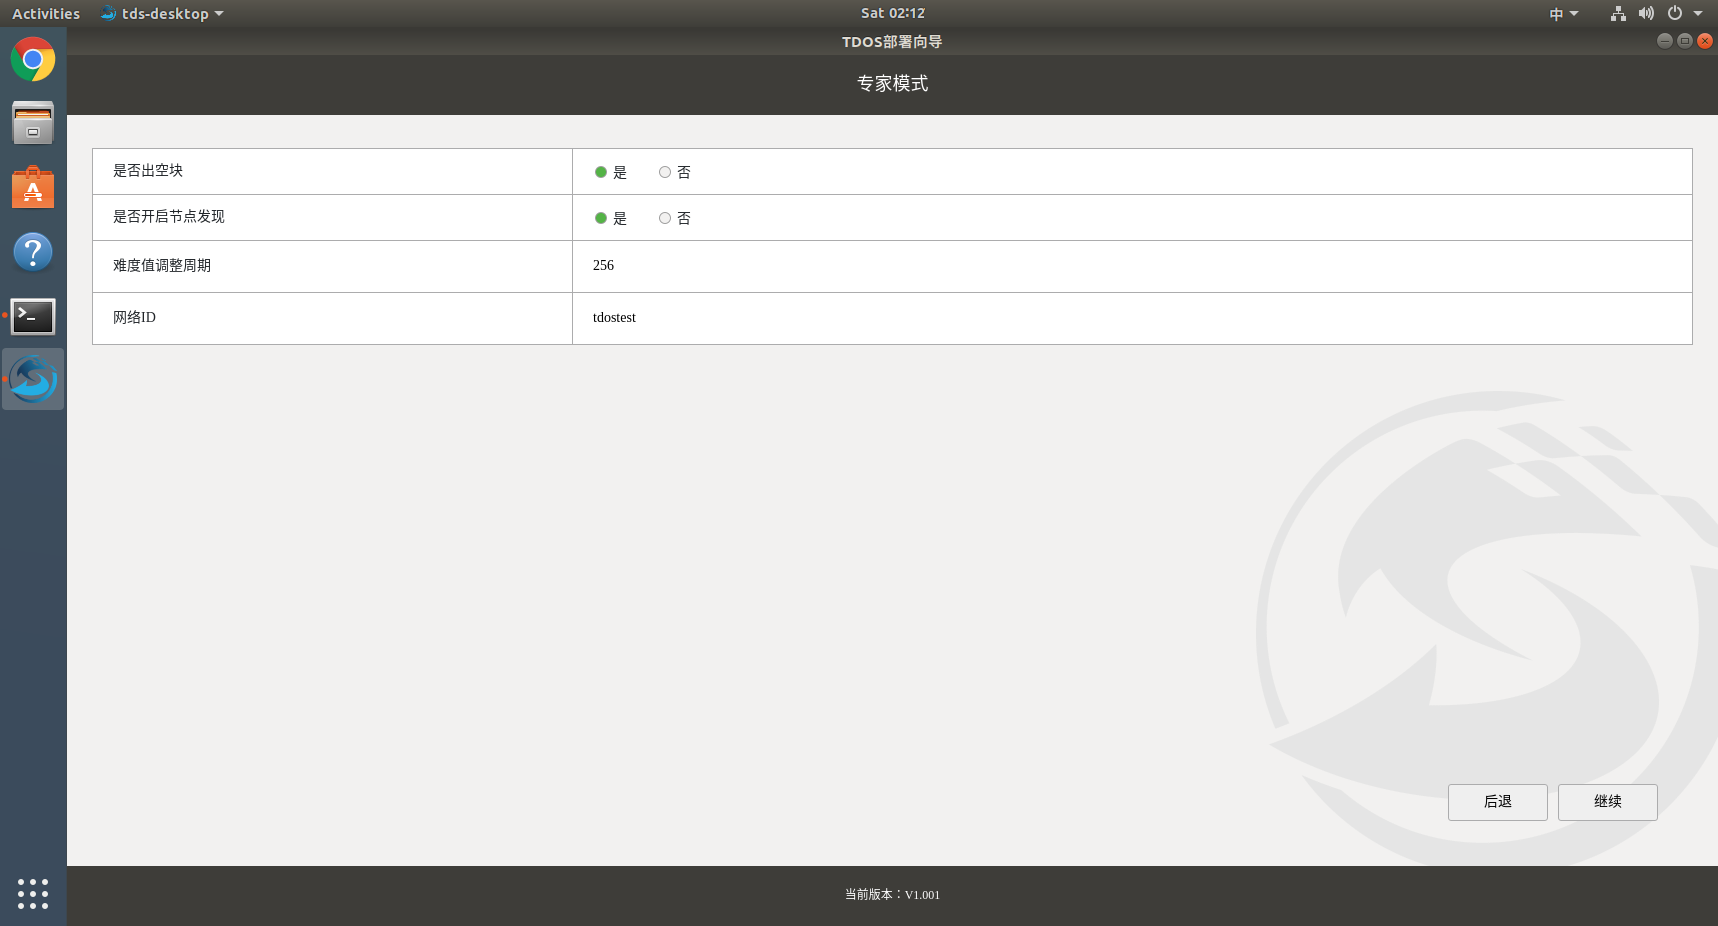 Activities tds-desktop Sat 02:12 中
TDOS部署向导
专家模式
是否出空块 是 否
是否开启节点发现 是 否
难度值调整周期 256
网络ID tdostest
后退 继续
当前版本：V1.001